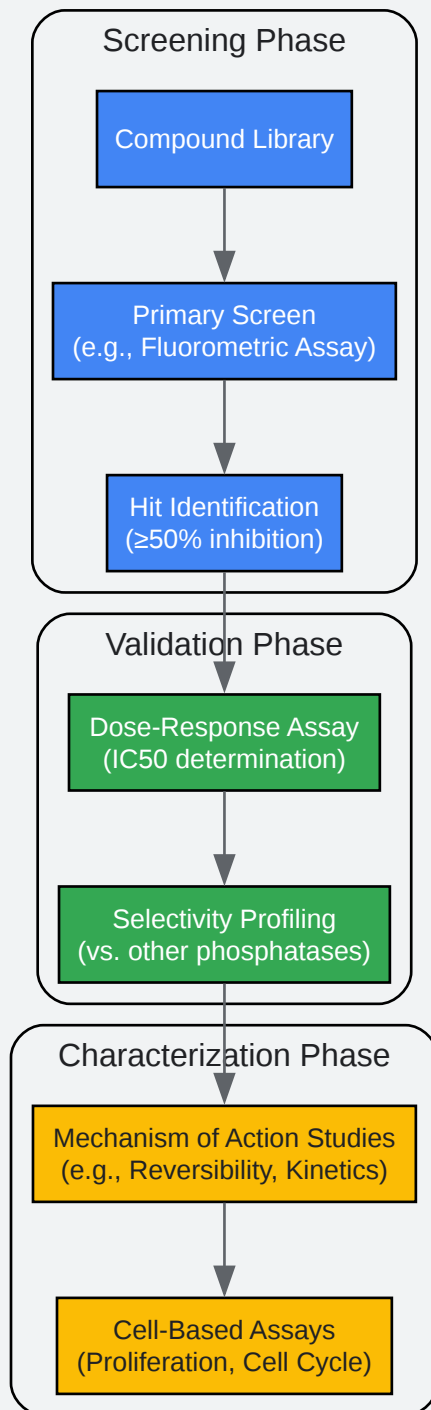 Screening Phase
Compound Library
Primary Screen
(e.g., Fluorometric Assay)
Hit Identification
(≥50% inhibition)
Validation Phase
Dose-Response Assay
(IC50 determination)
Selectivity Profiling
(vs. other phosphatases)
Characterization Phase
Mechanism of Action Studies
(e.g., Reversibility, Kinetics)
Cell-Based Assays
(Proliferation, Cell Cycle)